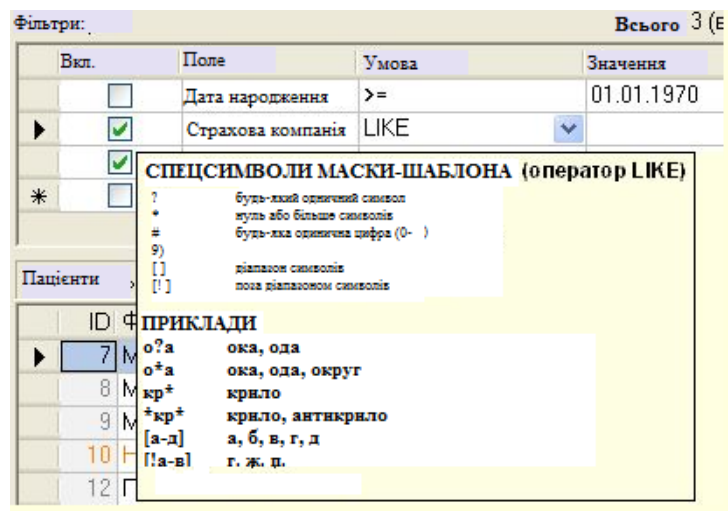 Фільтри:
Всього 3 (
Вкл. Поле Умова Значення
Дата народження >= 01.01.1970
Страхова компанія LIKE
СПЕЦСИМВОЛИ МАСКИ-ШАБЛОНА (оператор LIKE)
? будь-який одничний символ
* нуль або більше символів
# будь-яка одинична цифра (0- )
9)
[ ] діапазон символів
[! ] поза діапазоном символів
Пацієнти
ID
ПРИКЛАДИ
7
о?а ока, ода
о*а ока, ода, округ
8
кр* крило
9
*кр* крило, антикрило
[а-д] а, б, в, г, д
10
[!а-в] г, ж, п,
12